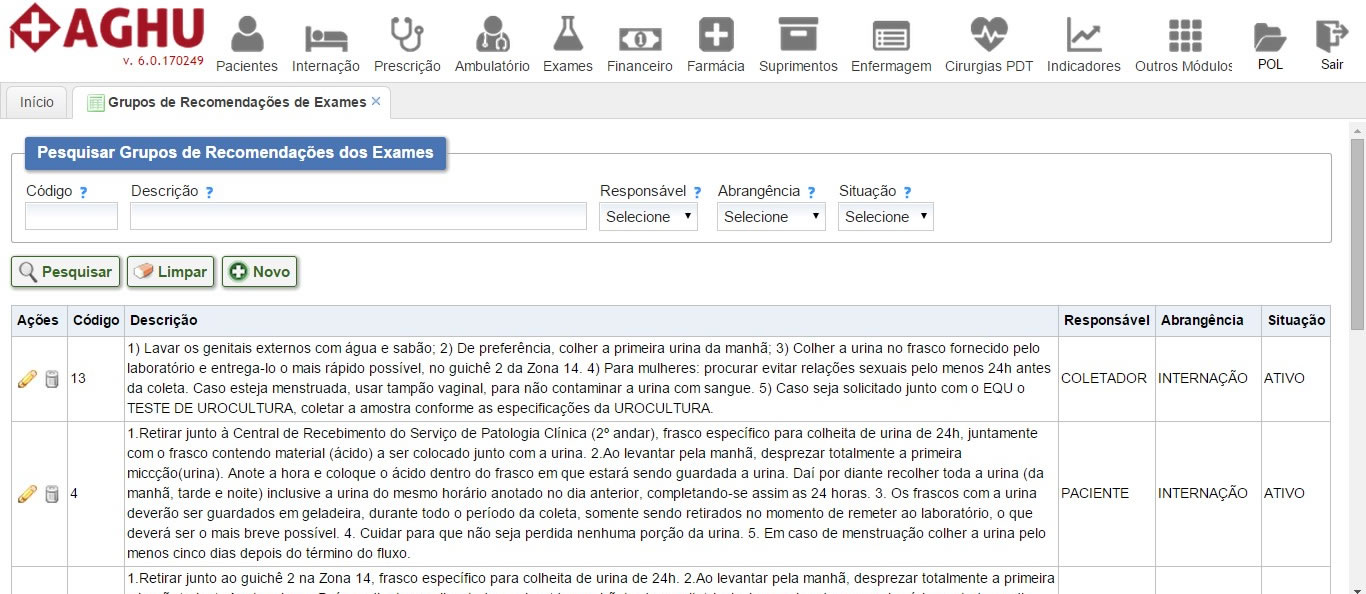 AGHU
v. 6.0.170249
Pacientes Internação Prescrição Ambulatório Exames Financeiro Farmácia Suprimentos Enfermagem Cirurgias PDT Indicadores Outros Módulos POL Sair
Início Grupos de Recomendações de Exames ×
Pesquisar Grupos de Recomendações dos Exames
Código ? Descrição ? Responsável ? Abrangência ? Situação ?
Selecione Selecione Selecione
Pesquisar Limpar Novo
Ações Código Descrição Responsável Abrangência Situação
1) Lavar os genitais externos com água e sabão; 2) De preferência, colher a primeira urina da manhã; 3) Colher a urina no frasco fornecido pelo
laboratório e entrega-lo o mais rápido possível, no guichê 2 da Zona 14. 4) Para mulheres: procurar evitar relações sexuais pelo menos 24h antes
13 da coleta. Caso esteja menstruada, usar tampão vaginal, para não contaminar a urina com sangue. 5) Caso seja solicitado junto com o EQU o COLETADOR INTERNAÇÃO ATIVO
TESTE DE UROCULTURA, coletar a amostra conforme as especificações da UROCULTURA.
1.Retirar junto à Central de Recebimento do Serviço de Patologia Clínica (2º andar), frasco específico para colheita de urina de 24h, juntamente
com o frasco contendo material (ácido) a ser colocado junto com a urina. 2.Ao levantar pela manhã, desprezar totalmente a primeira
miccção(urina). Anote a hora e coloque o ácido dentro do frasco em que estará sendo guardada a urina. Daí por diante recolher toda a urina (da
4 manhã, tarde e noite) inclusive a urina do mesmo horário anotado no dia anterior, completando-se assim as 24 horas. 3. Os frascos com a urina PACIENTE INTERNAÇÃO ATIVO
deverão ser guardados em geladeira, durante todo o período da coleta, somente sendo retirados no momento de remeter ao laboratório, o que
deverá ser o mais breve possível. 4. Cuidar para que não seja perdida nenhuma porção da urina. 5. Em caso de menstruação colher a urina pelo
menos cinco dias depois do término do fluxo.
1.Retirar junto ao guichê 2 na Zona 14, frasco específico para colheita de urina de 24h. 2.Ao levantar pela manhã, desprezar totalmente a primeira